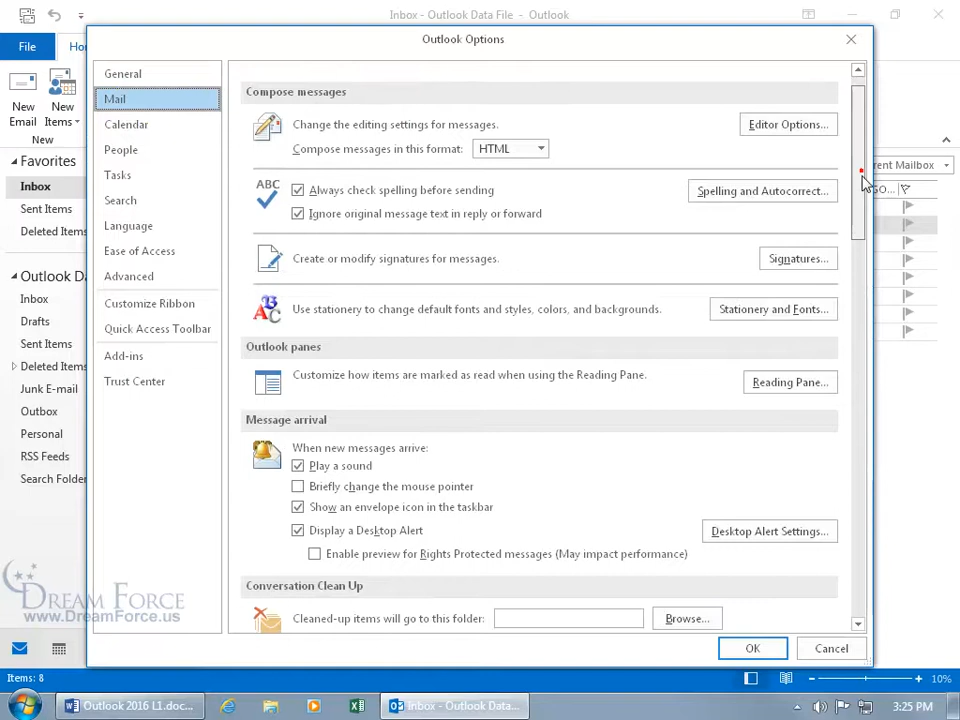 Inbox - Outlook Data File - Outlook
Outlook Options
File
New Email
New Items
New
Favorites
Inbox
Sent Items
Deleted Items
Inbox
Drafts
Sent Items
Deleted Items
Junk E-mail
Outbox
Personal
RSS Feeds
Search Folder
General
Mail
Calendar
People
Tasks
Search
Language
Ease of Access
Advanced
Customize Ribbon
Quick Access Toolbar
Add-ins
Trust Center
Compose messages
Change the editing settings for messages.
Editor Options...
Compose messages in this format: HTML
ABC
Always check spelling before sending
Spelling and Autocorrect...
Ignore original message text in reply or forward
Create or modify signatures for messages.
Signatures...
Use stationery to change default fonts and styles, colors, and backgrounds.
Stationery and Fonts...
Outlook panes
Customize how items are marked as read when using the Reading Pane.
Reading Pane...
Message arrival
When new messages arrive:
Play a sound
Briefly change the mouse pointer
Show an envelope icon in the taskbar
Display a Desktop Alert
Desktop Alert Settings...
Enable preview for Rights Protected messages (May impact performance)
Conversation Clean Up
Cleaned-up items will go to this folder:
Browse...
OK
Cancel
rent Mailbox
DREAM FORCE
www.DreamForce.us
Items: 8
10%
Outlook 2016 L1.doc...
Inbox - Outlook Data...
3:25 PM